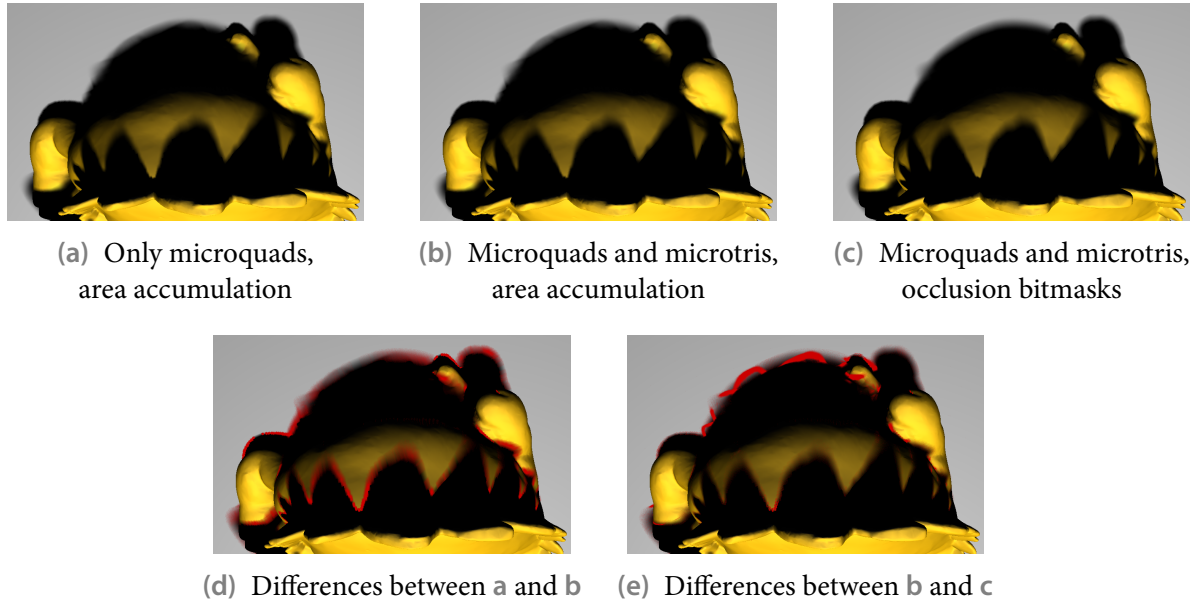 (a) Only microquads,
area accumulation
(b) Microquads and microtris,
area accumulation
(c) Microquads and microtris,
occlusion bitmasks
(d) Differences between a and b
(e) Differences between b and c